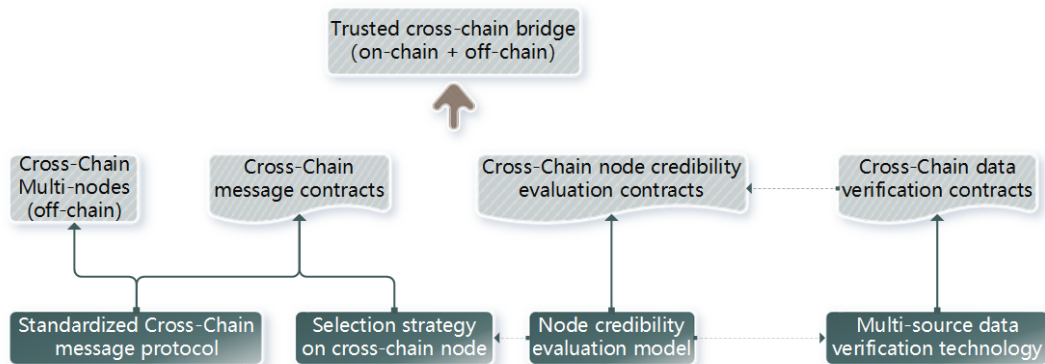 Trusted cross-chain bridge
(on-chain + off-chain)
Cross-Chain
Multi-nodes
(off-chain)
Cross-Chain
message contracts
Cross-Chain node credibility
evaluation contracts
Cross-Chain data
verification contracts
Standardized Cross-Chain
message protocol
Selection strategy
on cross-chain node
Node credibility
evaluation model
Multi-source data
verification technology